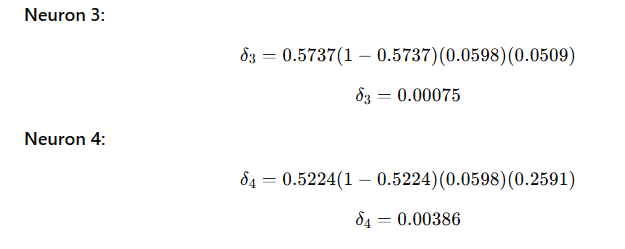 Neuron 3:
δ₃ = 0.5737(1 − 0.5737)(0.0598)(0.0509)
δ₃ = 0.00075
Neuron 4:
δ₄ = 0.5224(1 − 0.5224)(0.0598)(0.2591)
δ₄ = 0.00386